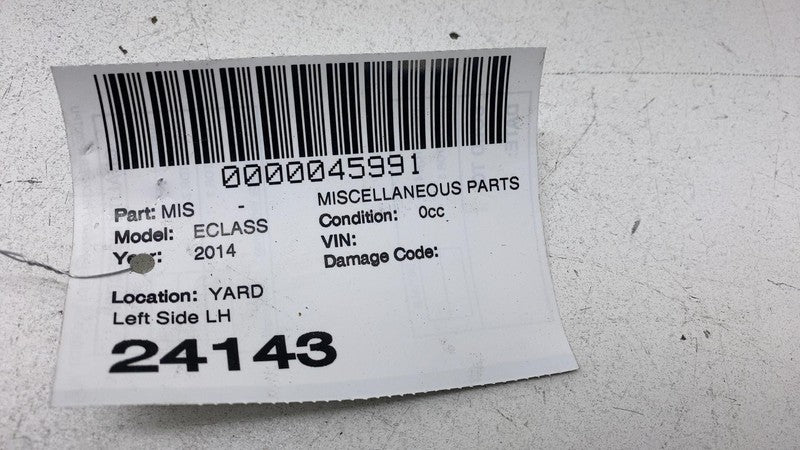 0000045991
Part: MIS - MISCELLANEOUS PARTS
Model: ECLASS Condition: 0cc
Year: 2014 VIN:
Damage Code:
Location: YARD
Left Side LH
24143